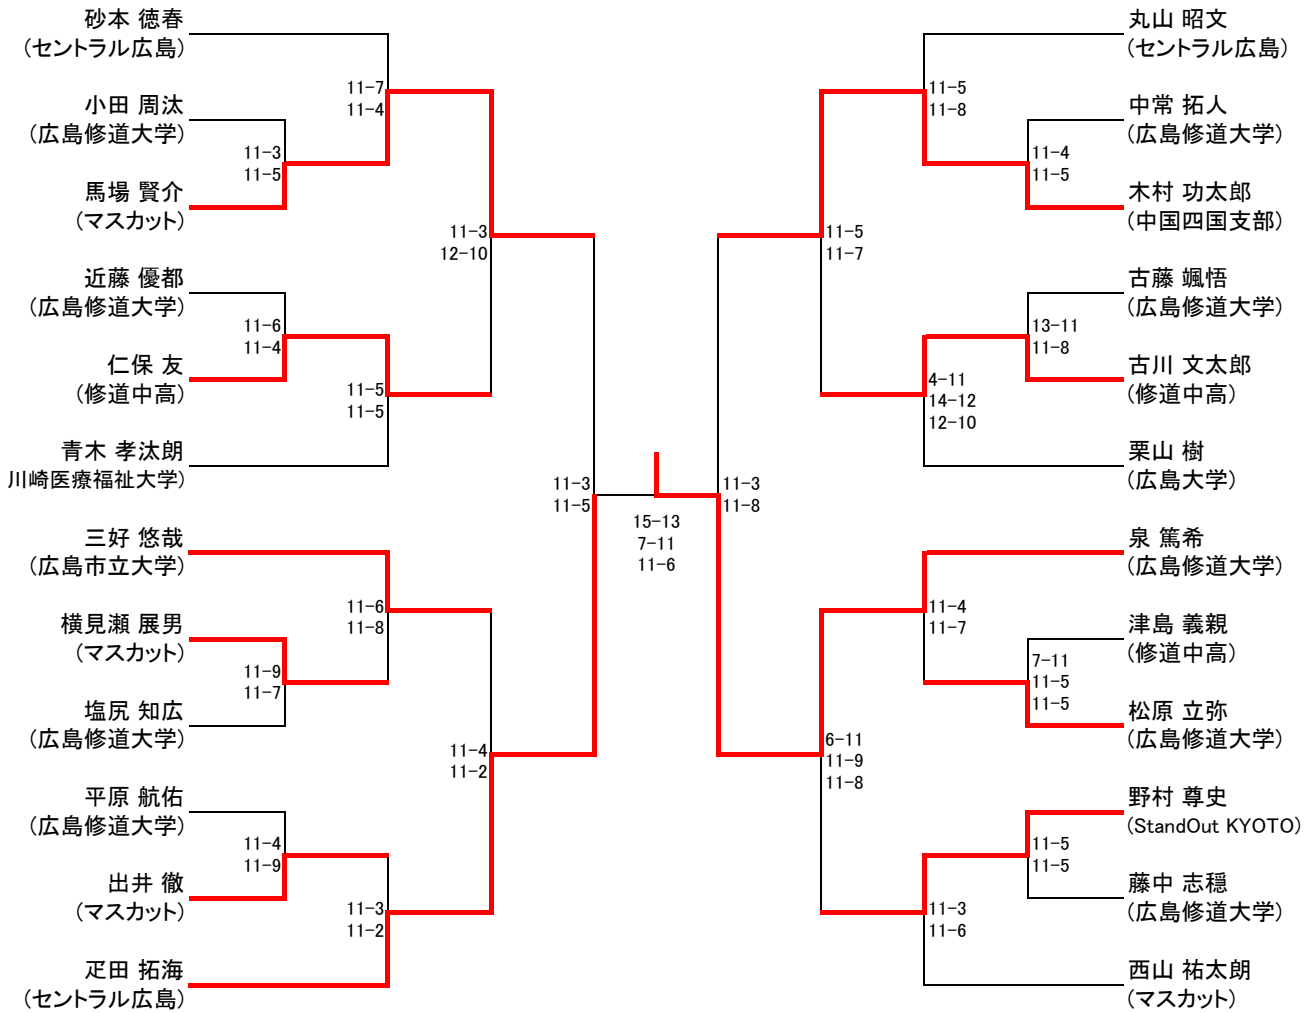 砂本 徳春
(セントラル広島)
小田 周汰
(広島修道大学)
馬場 賢介
(マスカット)
近藤 優都
(広島修道大学)
仁保 友
(修道中高)
青木 孝汰朗
川崎医療福祉大学)
三好 悠哉
(広島市立大学)
横見瀬 展男
(マスカット)
塩尻 知広
(広島修道大学)
平原 航佑
(広島修道大学)
出井 徹
(マスカット)
疋田 拓海
(セントラル広島)
11-3
11-5
11-6
11-4
11-9
11-7
11-4
11-9
11-7
11-4
11-5
11-5
11-6
11-8
11-3
11-2
11-3
12-10
11-4
11-2
11-3
11-5
15-13
7-11
11-6
11-3
11-8
11-5
11-7
6-11
11-9
11-8
11-5
11-8
4-11
14-12
12-10
11-4
11-7
11-3
11-6
11-4
11-5
13-11
11-8
7-11
11-5
11-5
11-5
11-5
丸山 昭文
(セントラル広島)
中常 拓人
(広島修道大学)
木村 功太郎
(中国四国支部)
古藤 颯悟
(広島修道大学)
古川 文太郎
(修道中高)
栗山 樹
(広島大学)
泉 篤希
(広島修道大学)
津島 義親
(修道中高)
松原 立弥
(広島修道大学)
野村 尊史
(StandOut KYOTO)
藤中 志穏
(広島修道大学)
西山 祐太朗
(マスカット)